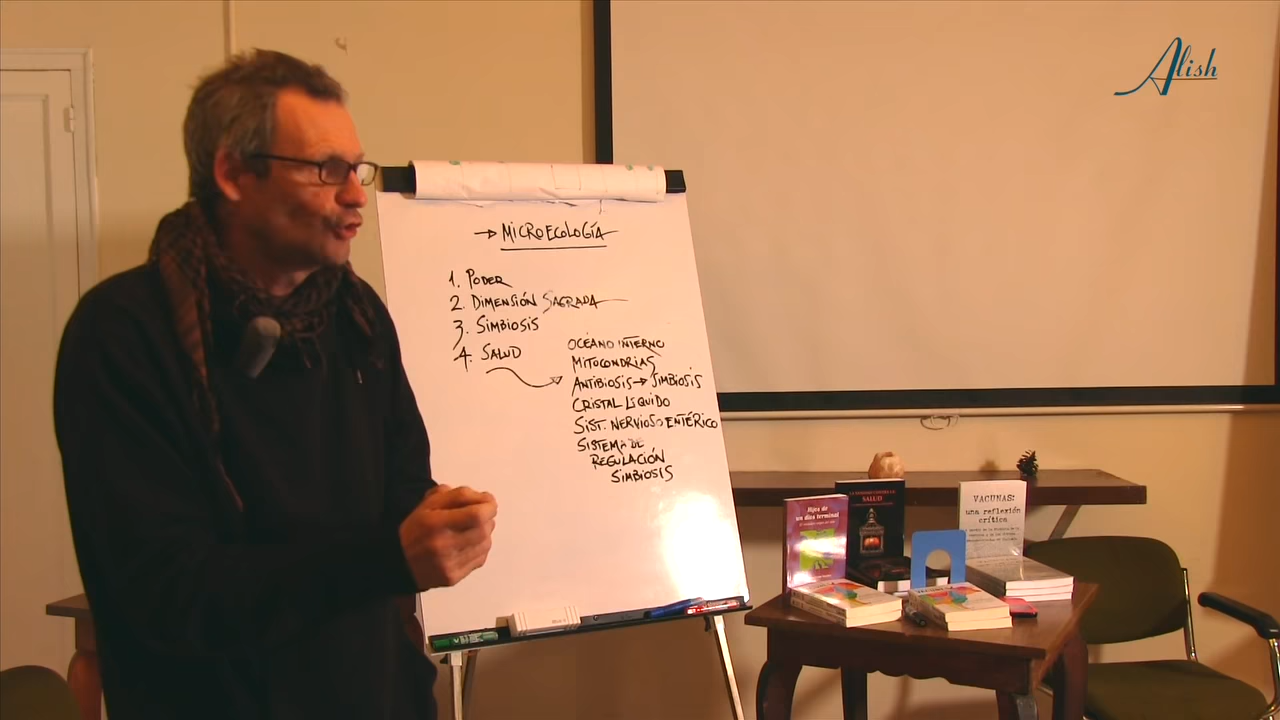 Alish
→ MICROECOLOGÍA
1. PODER
2. DIMENSIÓN SAGRADA
3. SIMBIOSIS
4. SALUD
OCÉANO INTERNO
MITOCONDRIAS
ANTIBIOSIS → SIMBIOSIS
CRISTAL LÍQUIDO
SIST. NERVIOSO ENTÉRICO
SISTEMA DE
REGULACIÓN
SIMBIOSIS
Hijos de
un dios terminal
SALUD
VACUNAS:
una reflexión
crítica